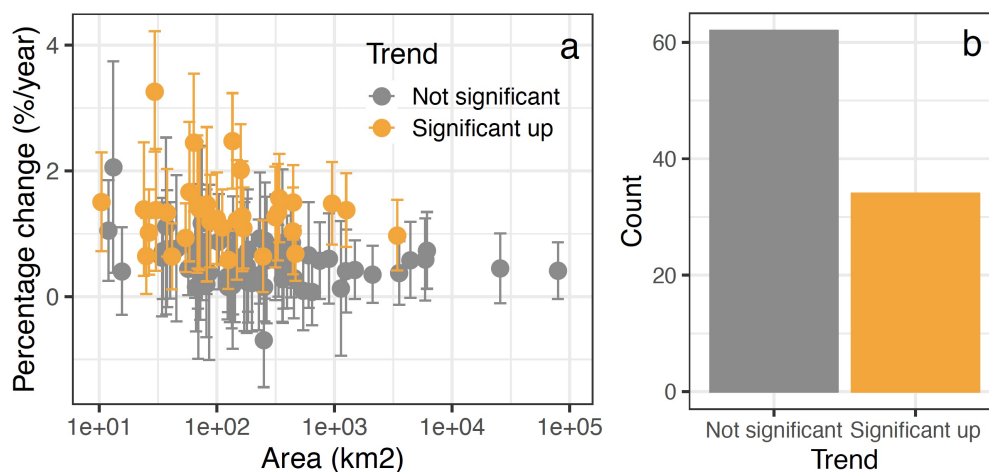 a
Trend
Not significant
Significant up
Percentage change (%/year)
4
2
0
1e+01 1e+02 1e+03 1e+04 1e+05
Area (km2)
b
Count
60
40
20
0
Not significant Significant up
Trend